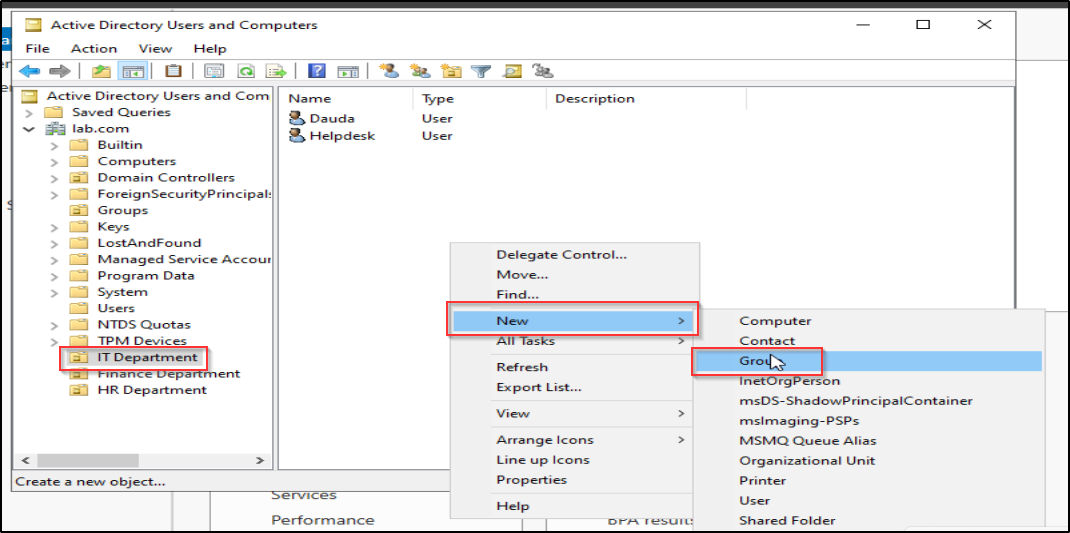 Active Directory Users and Computers
File Action View Help
Active Directory Users and Com
Saved Queries
lab.com
Builtin
Computers
Domain Controllers
ForeignSecurityPrincipals
Groups
Keys
LostAndFound
Managed Service Accour
Program Data
System
Users
NTDS Quotas
TPM Devices
IT Department
Finance Department
HR Department
Name Type Description
Dauda User
Helpdesk User
Delegate Control...
Move...
Find...
New >
All Tasks >
Refresh
Export List...
View >
Arrange Icons >
Line up Icons
Properties
Help
Computer
Contact
InetOrgPerson
msDS-ShadowPrincipalContainer
msImaging-PSPs
MSMQ Queue Alias
Organizational Unit
Printer
User
Shared Folder
Create a new object...
Services
Performance
BPA results